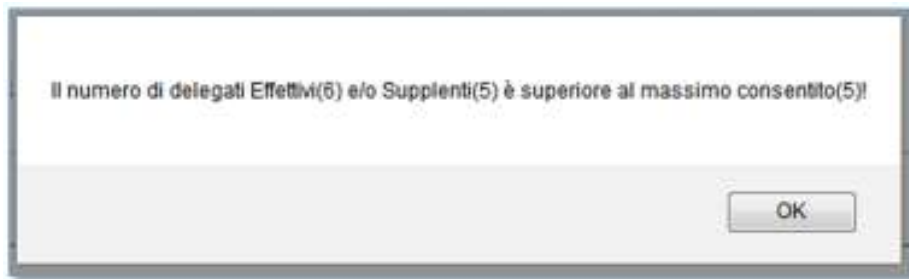 Il numero di delegati Effettivi(6) e/o Supplenti(5) è superiore al massimo consentito(5)!
OK